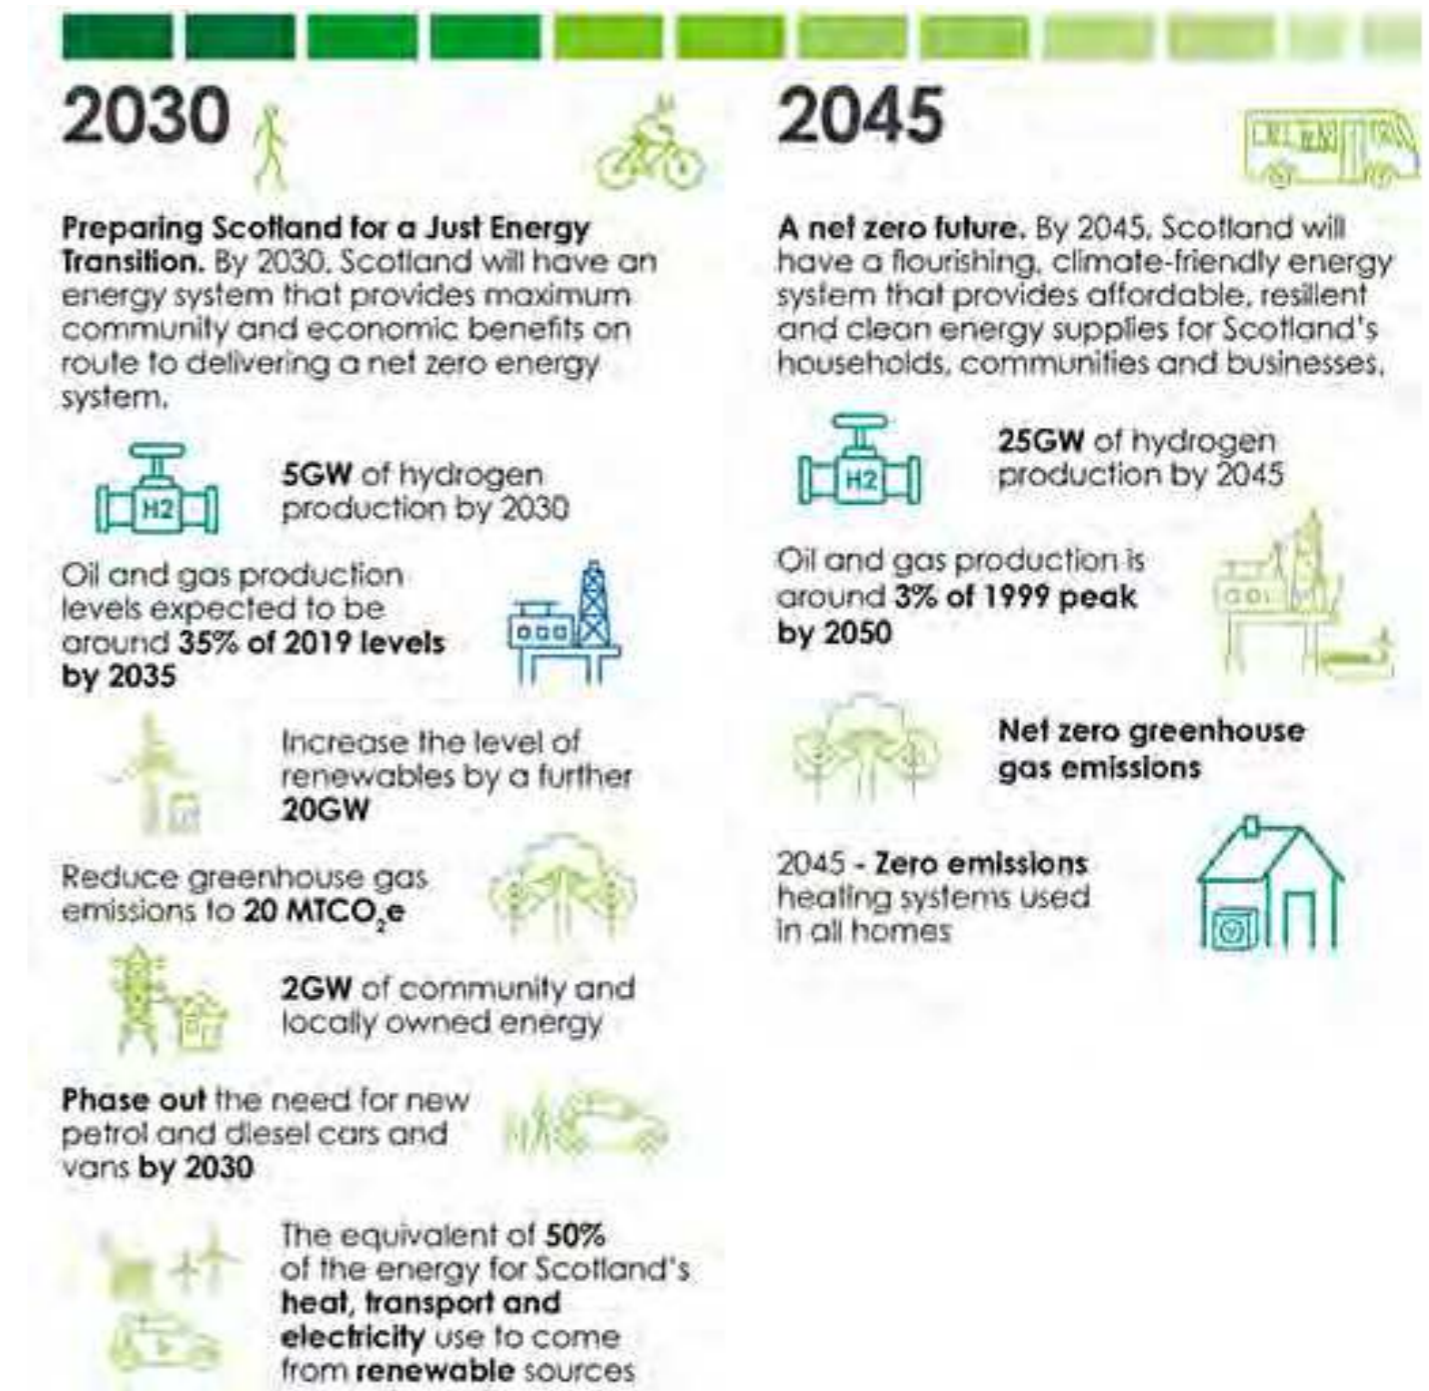 2030
Preparing Scotland for a Just Energy
Transition. By 2030, Scotland will have an
energy system that provides maximum
community and economic benefits on
route to delivering a net zero energy
system.
H2
5GW of hydrogen
production by 2030
Oil and gas production
levels expected to be
around 35% of 2019 levels
by 2035
Increase the level of
renewables by a further
20GW
Reduce greenhouse gas
emissions to 20 MTCO₂e
2GW of community and
locally owned energy
Phase out the need for new
petrol and diesel cars and
vans by 2030
The equivalent of 50%
of the energy for Scotland's
heat, transport and
electricity use to come
from renewable sources
2045
A net zero future. By 2045, Scotland will
have a flourishing, climate-friendly energy
system that provides affordable, resilient
and clean energy supplies for Scotland's
households, communities and businesses.
H2
25GW of hydrogen
production by 2045
Oil and gas production is
around 3% of 1999 peak
by 2050
Net zero greenhouse
gas emissions
2045 - Zero emissions
heating systems used
in all homes